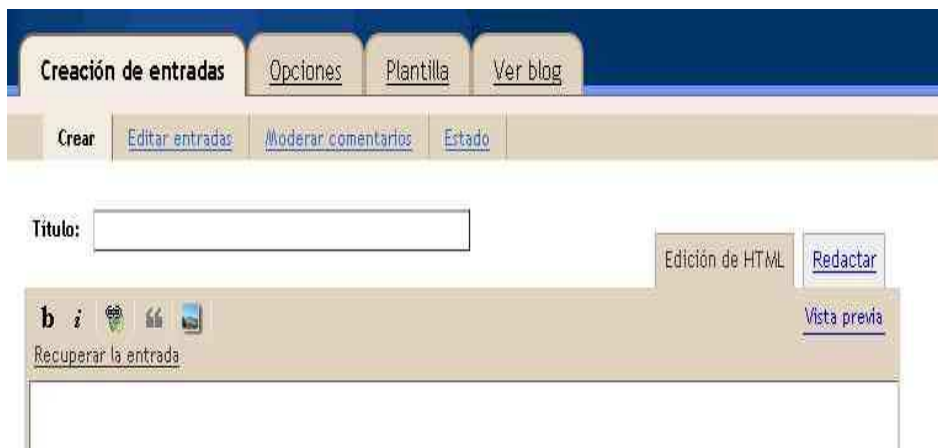 Creación de entradas Opciones Plantilla Ver blog
Crear Editar entradas Moderar comentarios Estado
Título:
Edición de HTML Redactar
b i “ Vista previa
Recuperar la entrada